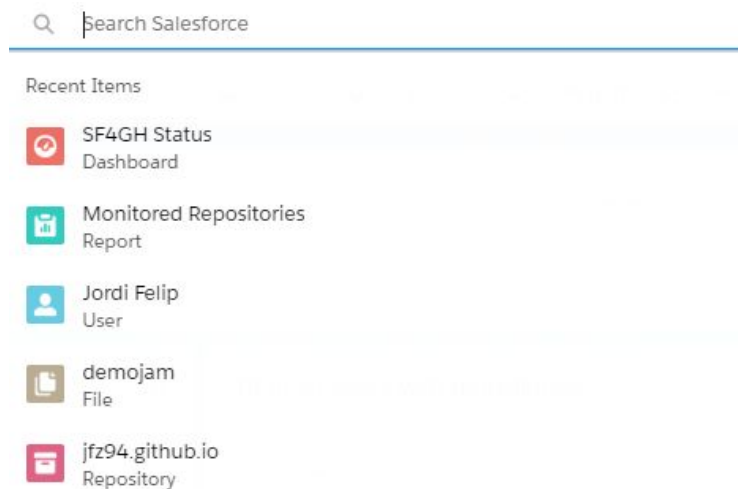 Search Salesforce
Recent Items
SF4GH Status
Dashboard
Monitored Repositories
Report
Jordi Felip
User
demojam
File
jfz94.github.io
Repository